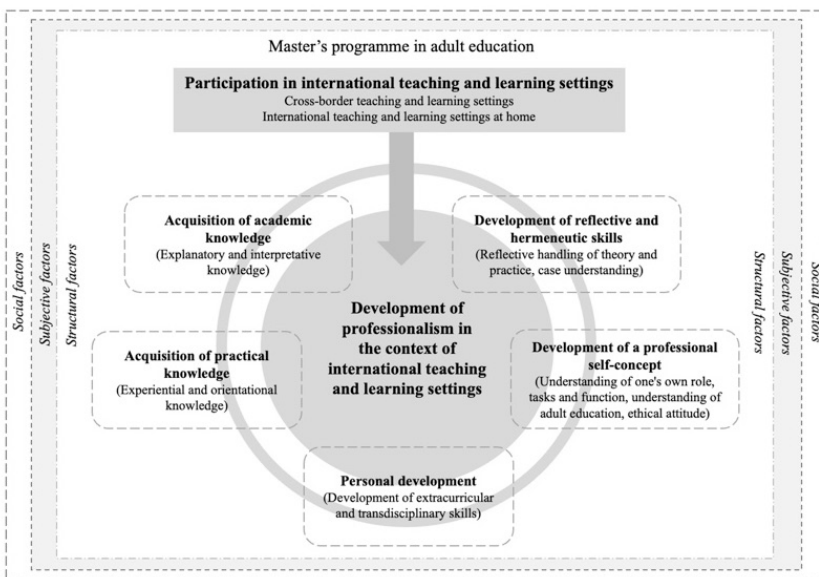 Master's programme in adult education
Participation in international teaching and learning settings
Cross-border teaching and learning settings
International teaching and learning settings at home
Acquisition of academic
knowledge
(Explanatory and interpretative
knowledge)
Development of reflective and
hermeneutic skills
(Reflective handling of theory and
practice, case understanding)
Development of
professionalism in
the context of
international teaching
and learning settings
Acquisition of practical
knowledge
(Experiential and orientational
knowledge)
Development of a professional
self-concept
(Understanding of one's own role,
tasks and function, understanding of
adult education, ethical attitude)
Personal development
(Development of extracurricular
and transdisciplinary skills)
Social factors
Subjective factors
Structural factors
Structural factors
Subjective factors
Social factors